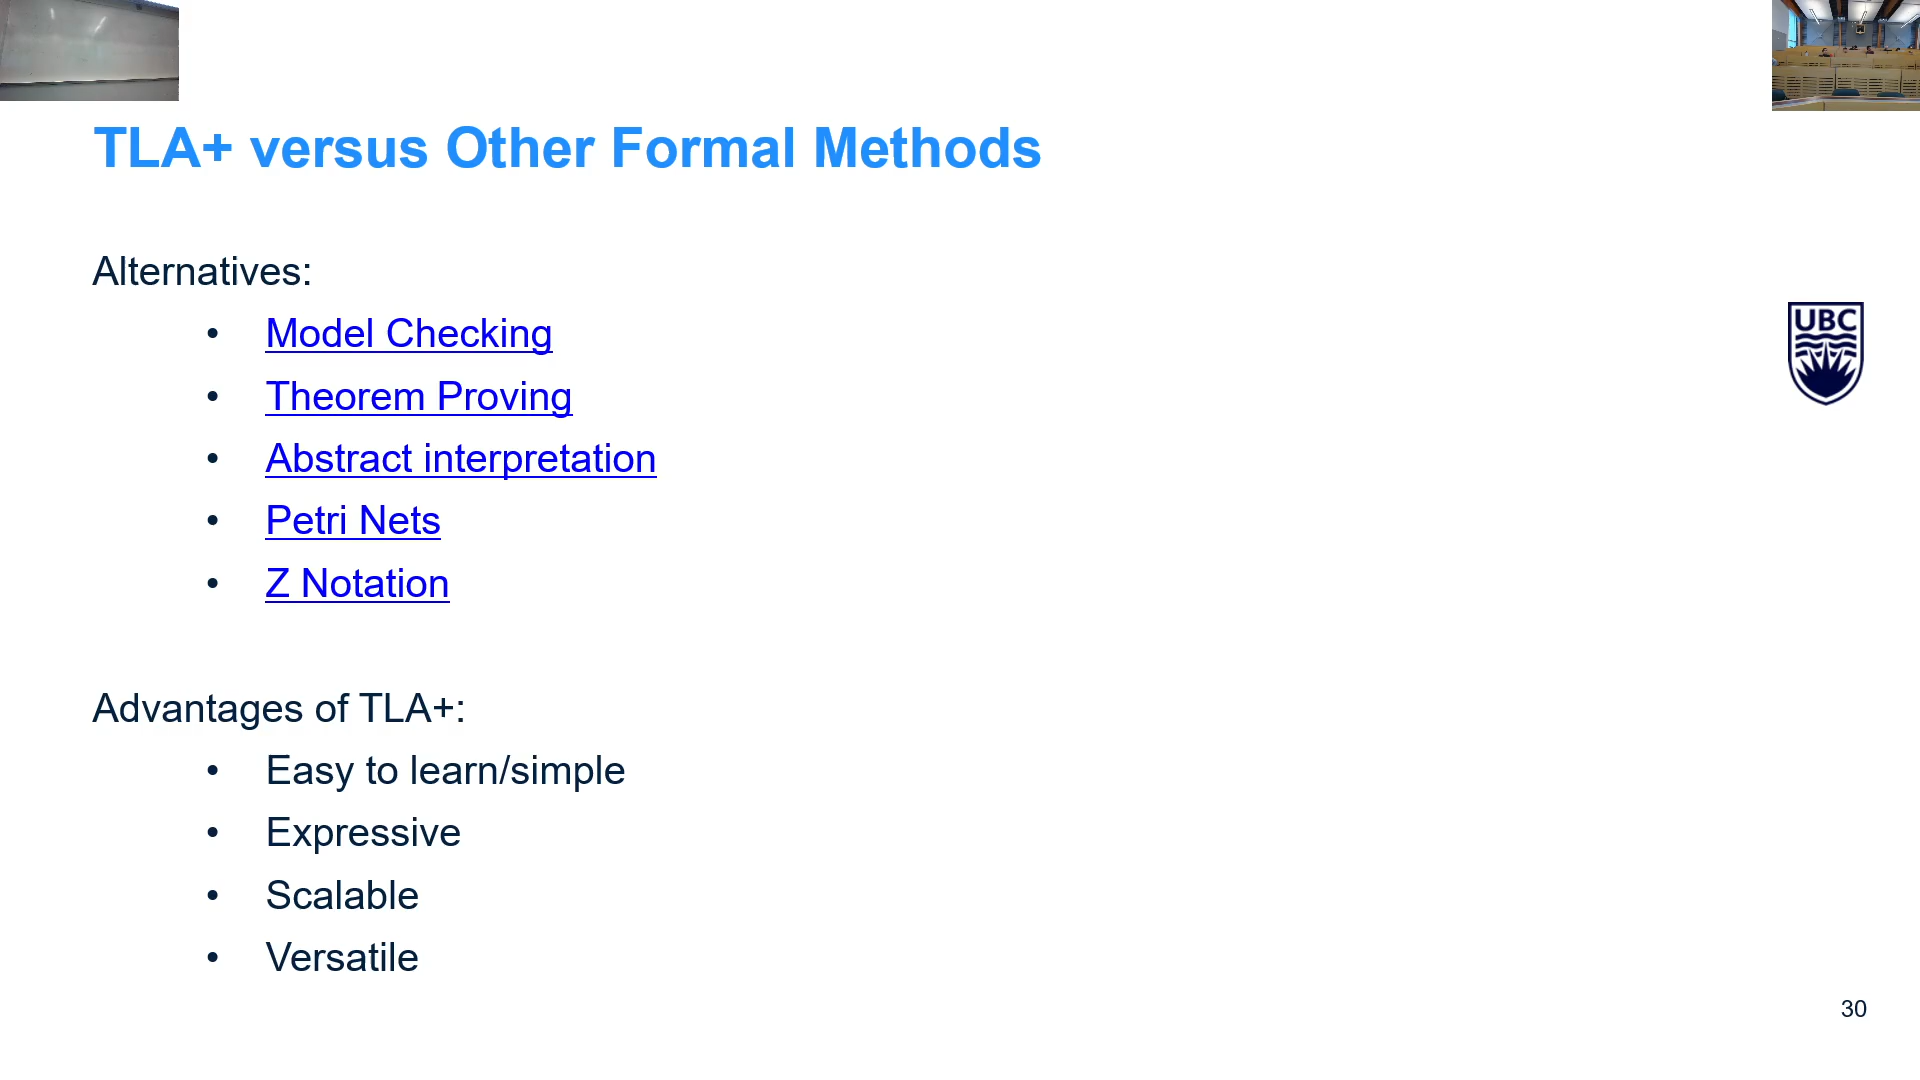 TLA+ versus Other Formal Methods
Alternatives:
• Model Checking
• Theorem Proving
• Abstract interpretation
• Petri Nets
• Z Notation
UBC
Advantages of TLA+:
• Easy to learn/simple
• Expressive
• Scalable
• Versatile
30